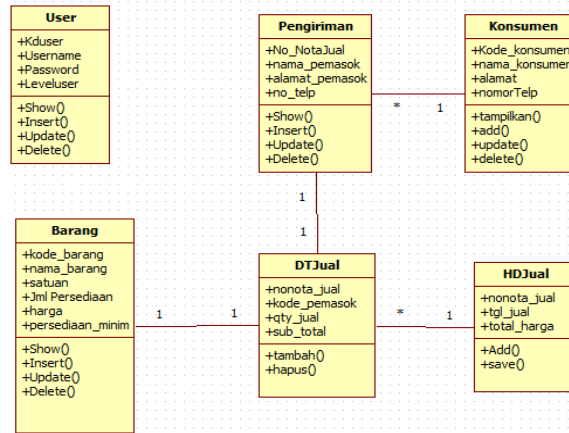 User
+Kduser
+Username
+Password
+Leveluser
+Show()
+Insert()
+Update()
+Delete()
Pengiriman
+No_NotaJual
+nama_pemasok
+alamat_pemasok
+no_telp
+Show()
+Insert()
+Update()
+Delete()
* 1
Konsumen
+Kode_konsumen
+nama_konsumen
+alamat
+nomorTelp
+tampilkan()
+add()
+update()
+delete()
1
1
Barang
+kode_barang
+nama_barang
+satuan
+Jml Persediaan
+harga
+persediaan_minim
+Show()
+Insert()
+Update()
+Delete()
1 1
DTJual
+nonota_jual
+kode_pemasok
+qty_jual
+sub_total
+tambah()
+hapus()
* 1
HDJual
+nonota_jual
+tgl_jual
+total_harga
+Add()
+save()